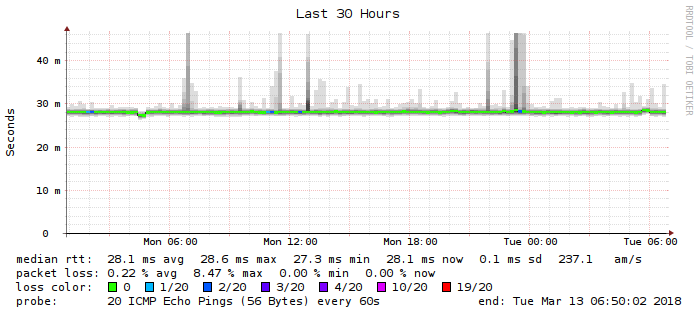 Last 30 Hours
RRDTOOL / TOBI OETIKER
Seconds
40 m
30 m
20 m
10 m
0
Mon 06:00 Mon 12:00 Mon 18:00 Tue 00:00 Tue 06:00
median rtt: 28.1 ms avg 28.6 ms max 27.3 ms min 28.1 ms now 0.1 ms sd 237.1 am/s
packet loss: 0.22 % avg 8.47 % max 0.00 % min 0.00 % now
loss color: 0 1/20 2/20 3/20 4/20 10/20 19/20
probe: 20 ICMP Echo Pings (56 Bytes) every 60s end: Tue Mar 13 06:50:02 2018